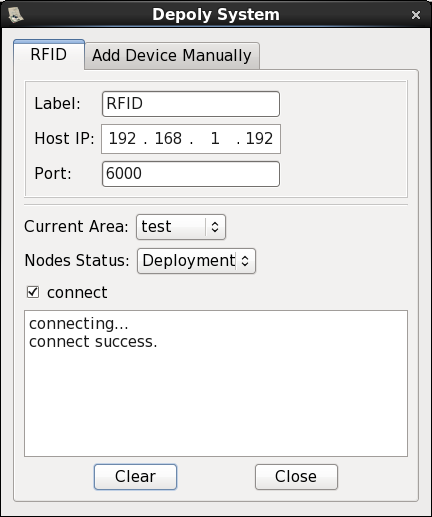 Depoly System
RFID
Add Device Manually
Label: RFID
Host IP: 192 . 168 . 1 . 192
Port: 6000
Current Area: test
Nodes Status: Deployment
connect
connecting...
connect success.
Clear
Close